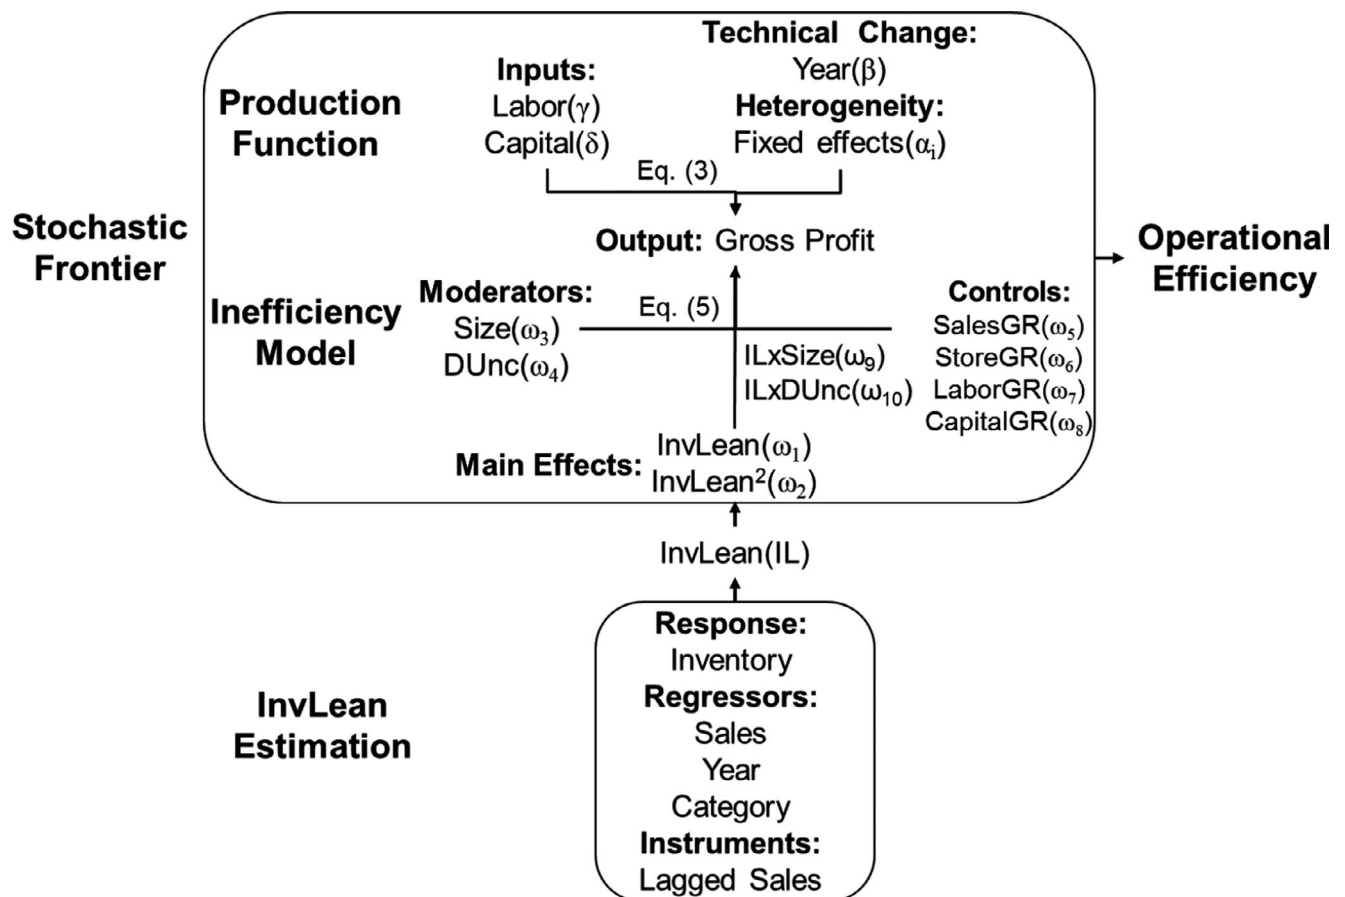 Technical Change:
Year(β)
Heterogeneity:
Fixed effects(αᵢ)
Inputs:
Labor(γ)
Capital(δ)
Production
Function
Eq. (3)
Stochastic
Frontier
Output: Gross Profit
Operational
Efficiency
Inefficiency
Model
Moderators:
Size(ω₃)
DUnc(ω₄)
Eq. (5)
ILxSize(ω₉)
ILxDUnc(ω₁₀)
Controls:
SalesGR(ω₅)
StoreGR(ω₆)
LaborGR(ω₇)
CapitalGR(ω₈)
Main Effects:
InvLean(ω₁)
InvLean²(ω₂)
InvLean(IL)
InvLean
Estimation
Response:
Inventory
Regressors:
Sales
Year
Category
Instruments:
Lagged Sales